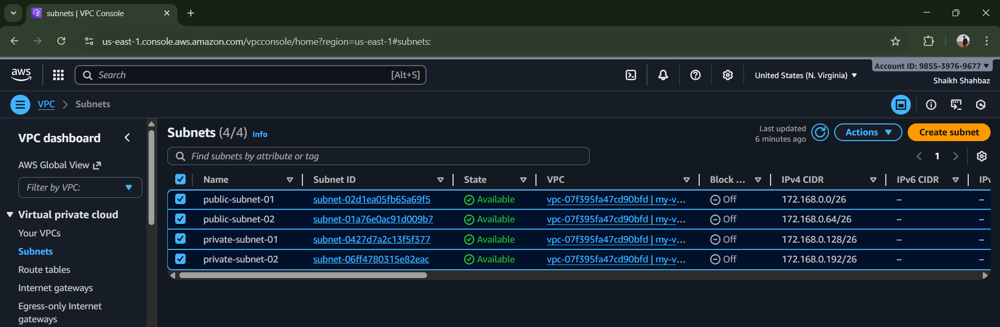 subnets | VPC Console
us-east-1.console.aws.amazon.com/vpcconsole/home?region=us-east-1#subnets:
aws
Search [Alt+S]
United States (N. Virginia)
Account ID: 9855-3976-9677
Shaikh Shahbaz
VPC Subnets
VPC dashboard
AWS Global View
Filter by VPC:
Virtual private cloud
Your VPCs
Subnets
Route tables
Internet gateways
Egress-only Internet
gateways
Subnets (4/4) Info
Last updated
6 minutes ago
Actions
Create subnet
Find subnets by attribute or tag
1
Name Subnet ID State VPC Block ... IPv4 CIDR IPv6 CIDR IPv
public-subnet-01 subnet-02d1ea05fb65a69f5 Available vpc-07f395fa47cd90bfd | my-v... Off 172.168.0.0/26 – –
public-subnet-02 subnet-01a76e0ac91d009b7 Available vpc-07f395fa47cd90bfd | my-v... Off 172.168.0.64/26 – –
private-subnet-01 subnet-0427d7a2c13f5f377 Available vpc-07f395fa47cd90bfd | my-v... Off 172.168.0.128/26 – –
private-subnet-02 subnet-06ff4780315e82eac Available vpc-07f395fa47cd90bfd | my-v... Off 172.168.0.192/26 – –